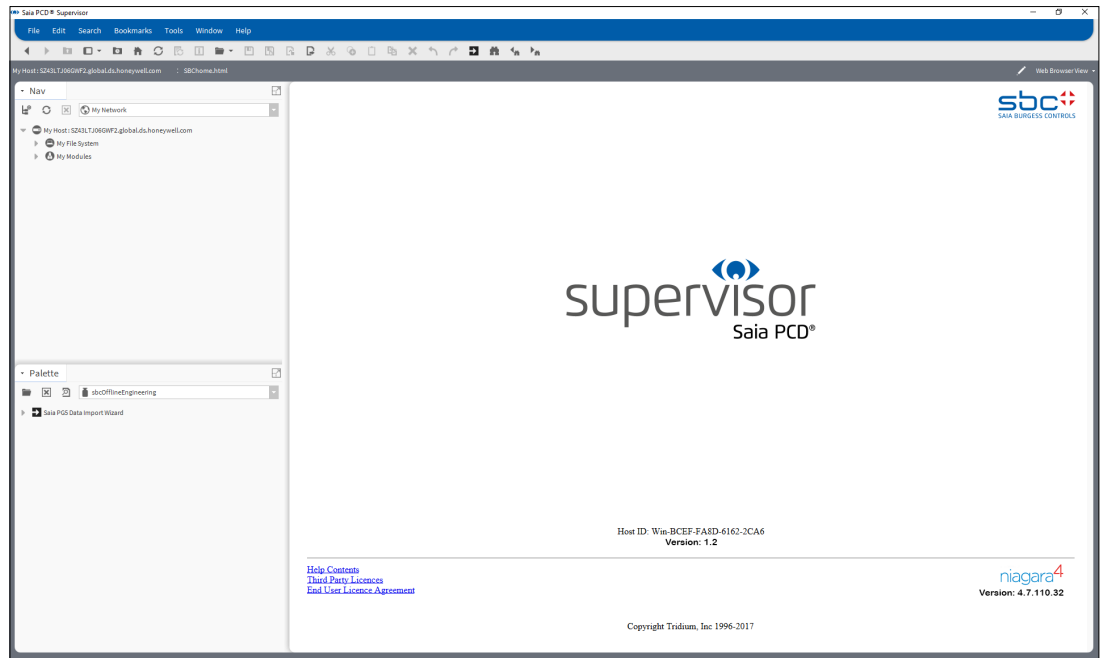 Saia PCD® Supervisor
File Edit Search Bookmarks Tools Window Help
My Host : SZ43LTJ06GWF2.global.ds.honeywell.com : SBChome.html
Web Browser View
Nav
My Network
My Host : SZ43LTJ06GWF2.global.ds.honeywell.com
My File System
My Modules
Palette
sbcOfflineEngineering
Saia PG5 Data Import Wizard
sbc
SAIA BURGESS CONTROLS
supervisor
Saia PCD®
Host ID: Win-BCEF-FA8D-6162-2CA6
Version: 1.2
Help Contents
Third Party Licences
End User Licence Agreement
niagara4
Version: 4.7.110.32
Copyright Tridium, Inc 1996-2017